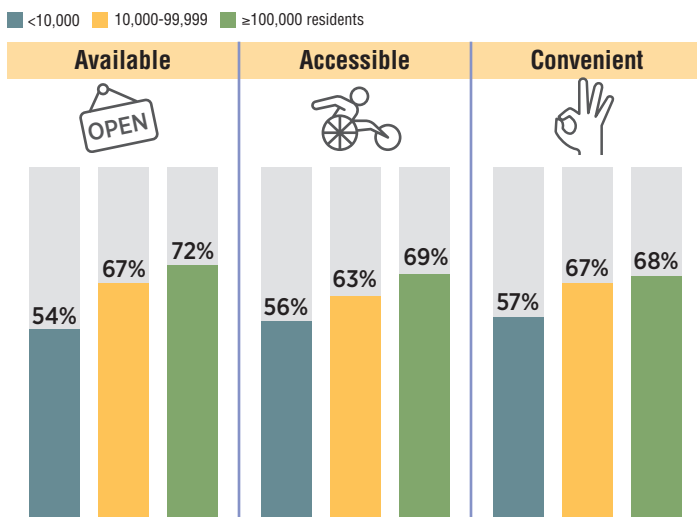 <10,000 10,000-99,999 ≥100,000 residents
Available Accessible Convenient
OPEN
54% 67% 72% 56% 63% 69% 57% 67% 68%